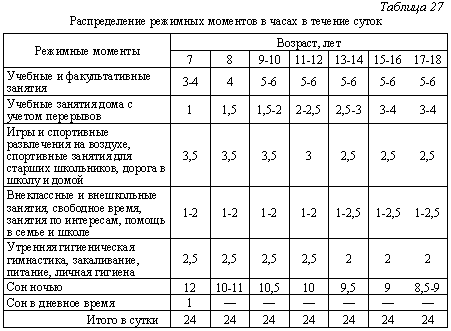 Таблица 27
Распределение режимных моментов в часах в течение суток
Режимные моменты Возраст, лет
7 8 9-10 11-12 13-14 15-16 17-18
Учебные и факультативные
занятия 3-4 4 5-6 5-6 5-6 5-6 5-6
Учебные занятия дома с
учетом перерывов 1 1,5 1,5-2 2-2,5 2,5-3 3-4 3-4
Игры и спортивные
развлечения на воздухе,
спортивные занятия для
старших школьников, дорога в
школу и домой 3,5 3,5 3,5 3 2,5 2,5 2,5
Внеклассные и внешкольные
занятия, свободное время,
занятия по интересам, помощь
в семье и школе 1-2 1-2 1-2 1-2 1-2,5 1-2,5 1-2,5
Утренняя гигиеническая
гимнастика, закаливание,
питание, личная гигиена 2,5 2,5 2,5 2,5 2 2 2
Сон ночью 12 10-11 10,5 10 9,5 9 8,5-9
Сон в дневное время 1 — — — — — —
Итого в сутки 24 24 24 24 24 24 24